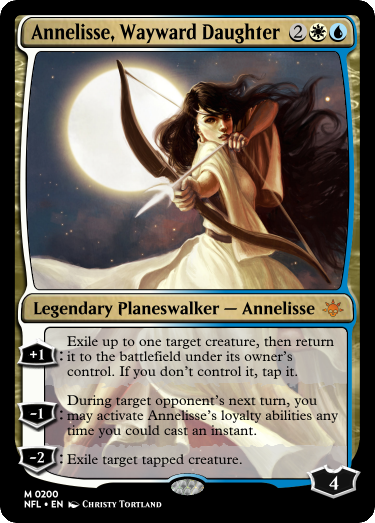 Annelisse, Wayward Daughter 2
Legendary Planeswalker — Annelisse
+1 : Exile up to one target creature, then return
it to the battlefield under its owner's
control. If you don't control it, tap it.
-1 : During target opponent's next turn, you
may activate Annelisse's loyalty abilities any
time you could cast an instant.
-2 : Exile target tapped creature.
4
M 0200
NFL • EN Christy Tortland